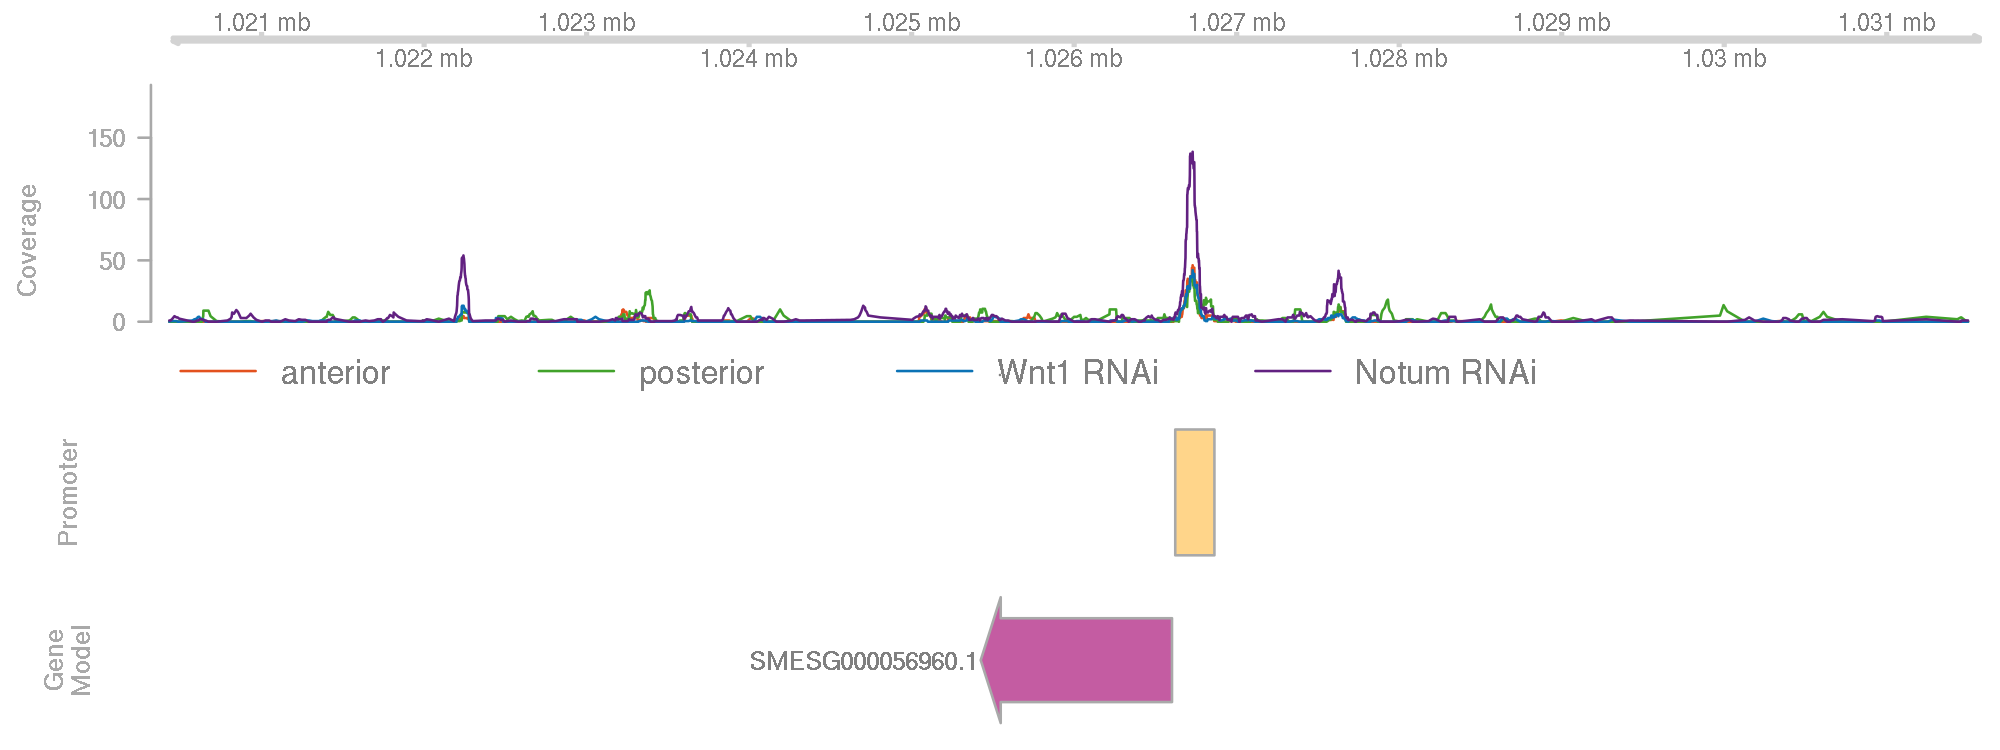 1.021 mb 1.023 mb 1.025 mb 1.027 mb 1.029 mb 1.031 mb
1.022 mb 1.024 mb 1.026 mb 1.028 mb 1.03 mb
Coverage
150
100
50
0
anterior posterior Wnt1 RNAi Notum RNAi
Promoter
0
Gene
Model
SMESG000056960.1